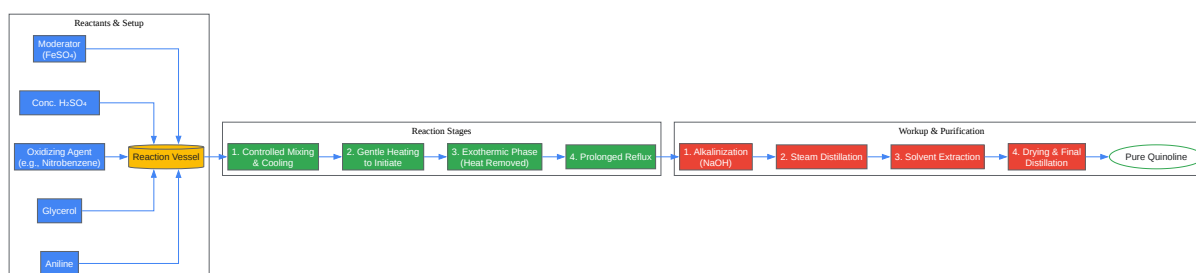 Reactants & Setup
Moderator
(FeSO₄)
Conc. H₂SO₄
Oxidizing Agent
(e.g., Nitrobenzene)
Reaction Vessel
Glycerol
Aniline
Reaction Stages
1. Controlled Mixing
& Cooling
2. Gentle Heating
to Initiate
3. Exothermic Phase
(Heat Removed)
4. Prolonged Reflux
Workup & Purification
1. Alkalinization
(NaOH)
2. Steam Distillation
3. Solvent Extraction
4. Drying & Final
Distillation
Pure Quinoline